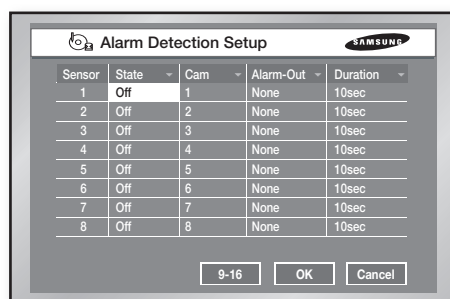 Alarm Detection Setup
SAMSUNG
Sensor State Cam Alarm-Out Duration
1 Off 1 None 10sec
2 Off 2 None 10sec
3 Off 3 None 10sec
4 Off 4 None 10sec
5 Off 5 None 10sec
6 Off 6 None 10sec
7 Off 7 None 10sec
8 Off 8 None 10sec
9-16 OK Cancel